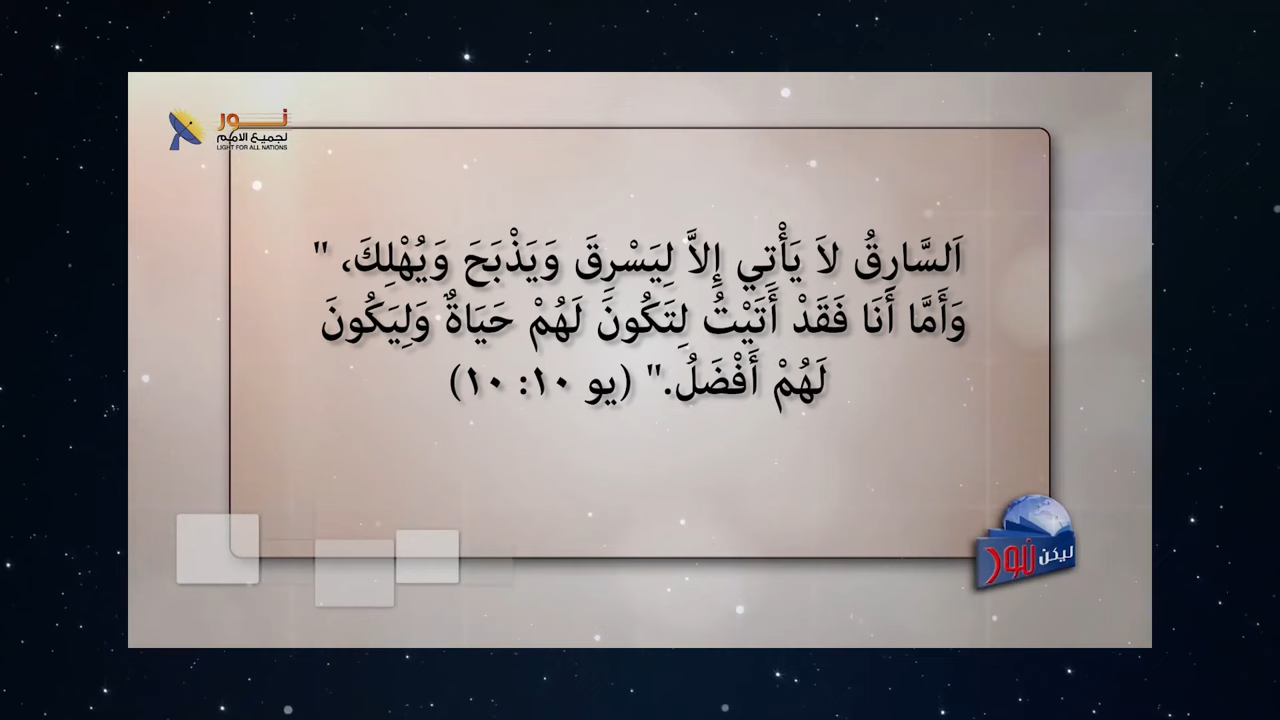 نور
لجميع الامم
LIGHT FOR ALL NATIONS
اَلسَّارِقُ لاَ يَأْتِي إِلاَّ لِيَسْرِقَ وَيَذْبَحَ وَيُهْلِكَ، "
وَأَمَّا أَنَا فَقَدْ أَتَيْتُ لِتَكُونَ لَهُمْ حَيَاةٌ وَلِيَكُونَ
لَهُمْ أَفْضَلُ." (يو ١٠: ١٠)
ليكن نور